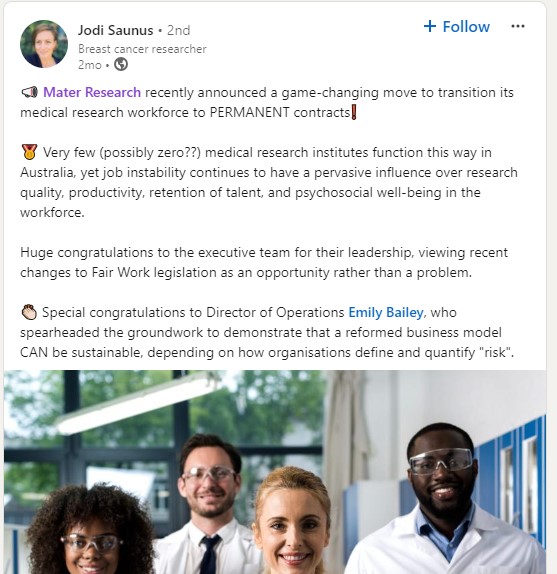 Jodi Saunus • 2nd
+ Follow
Breast cancer researcher
2mo •
📢 Mater Research recently announced a game-changing move to transition its
medical research workforce to PERMANENT contracts❗
🏅 Very few (possibly zero??) medical research institutes function this way in
Australia, yet job instability continues to have a pervasive influence over research
quality, productivity, retention of talent, and psychosocial well-being in the
workforce.
Huge congratulations to the executive team for their leadership, viewing recent
changes to Fair Work legislation as an opportunity rather than a problem.
👏 Special congratulations to Director of Operations Emily Bailey, who
spearheaded the groundwork to demonstrate that a reformed business model
CAN be sustainable, depending on how organisations define and quantify "risk".